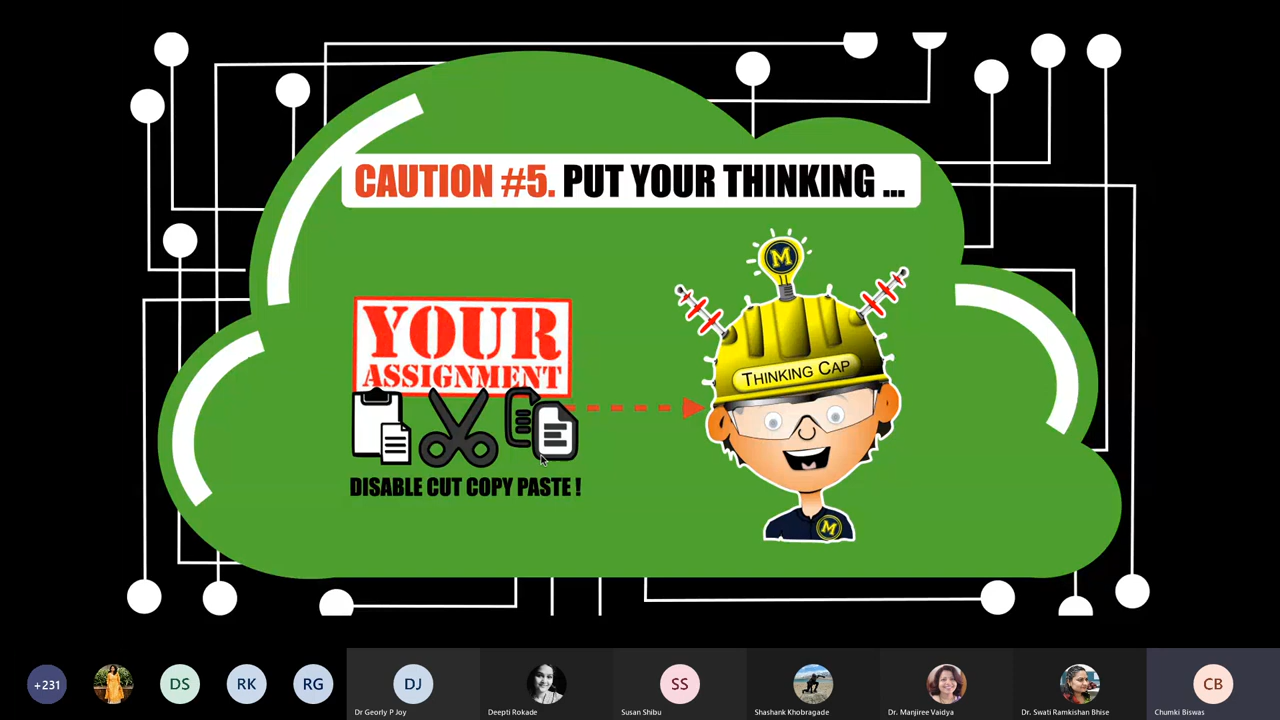 CAUTION #5. PUT YOUR THINKING ...
M
YOUR
ASSIGNMENT
THINKING CAP
DISABLE CUT COPY PASTE !
M
+231
DS
RK
RG
DJ
SS
CB
Dr Georly P Joy
Deepti Rokade
Susan Shibu
Shashank Khobragade
Dr. Manjiree Vaidya
Dr. Swati Ramkishan Bhise
Chumki Biswas